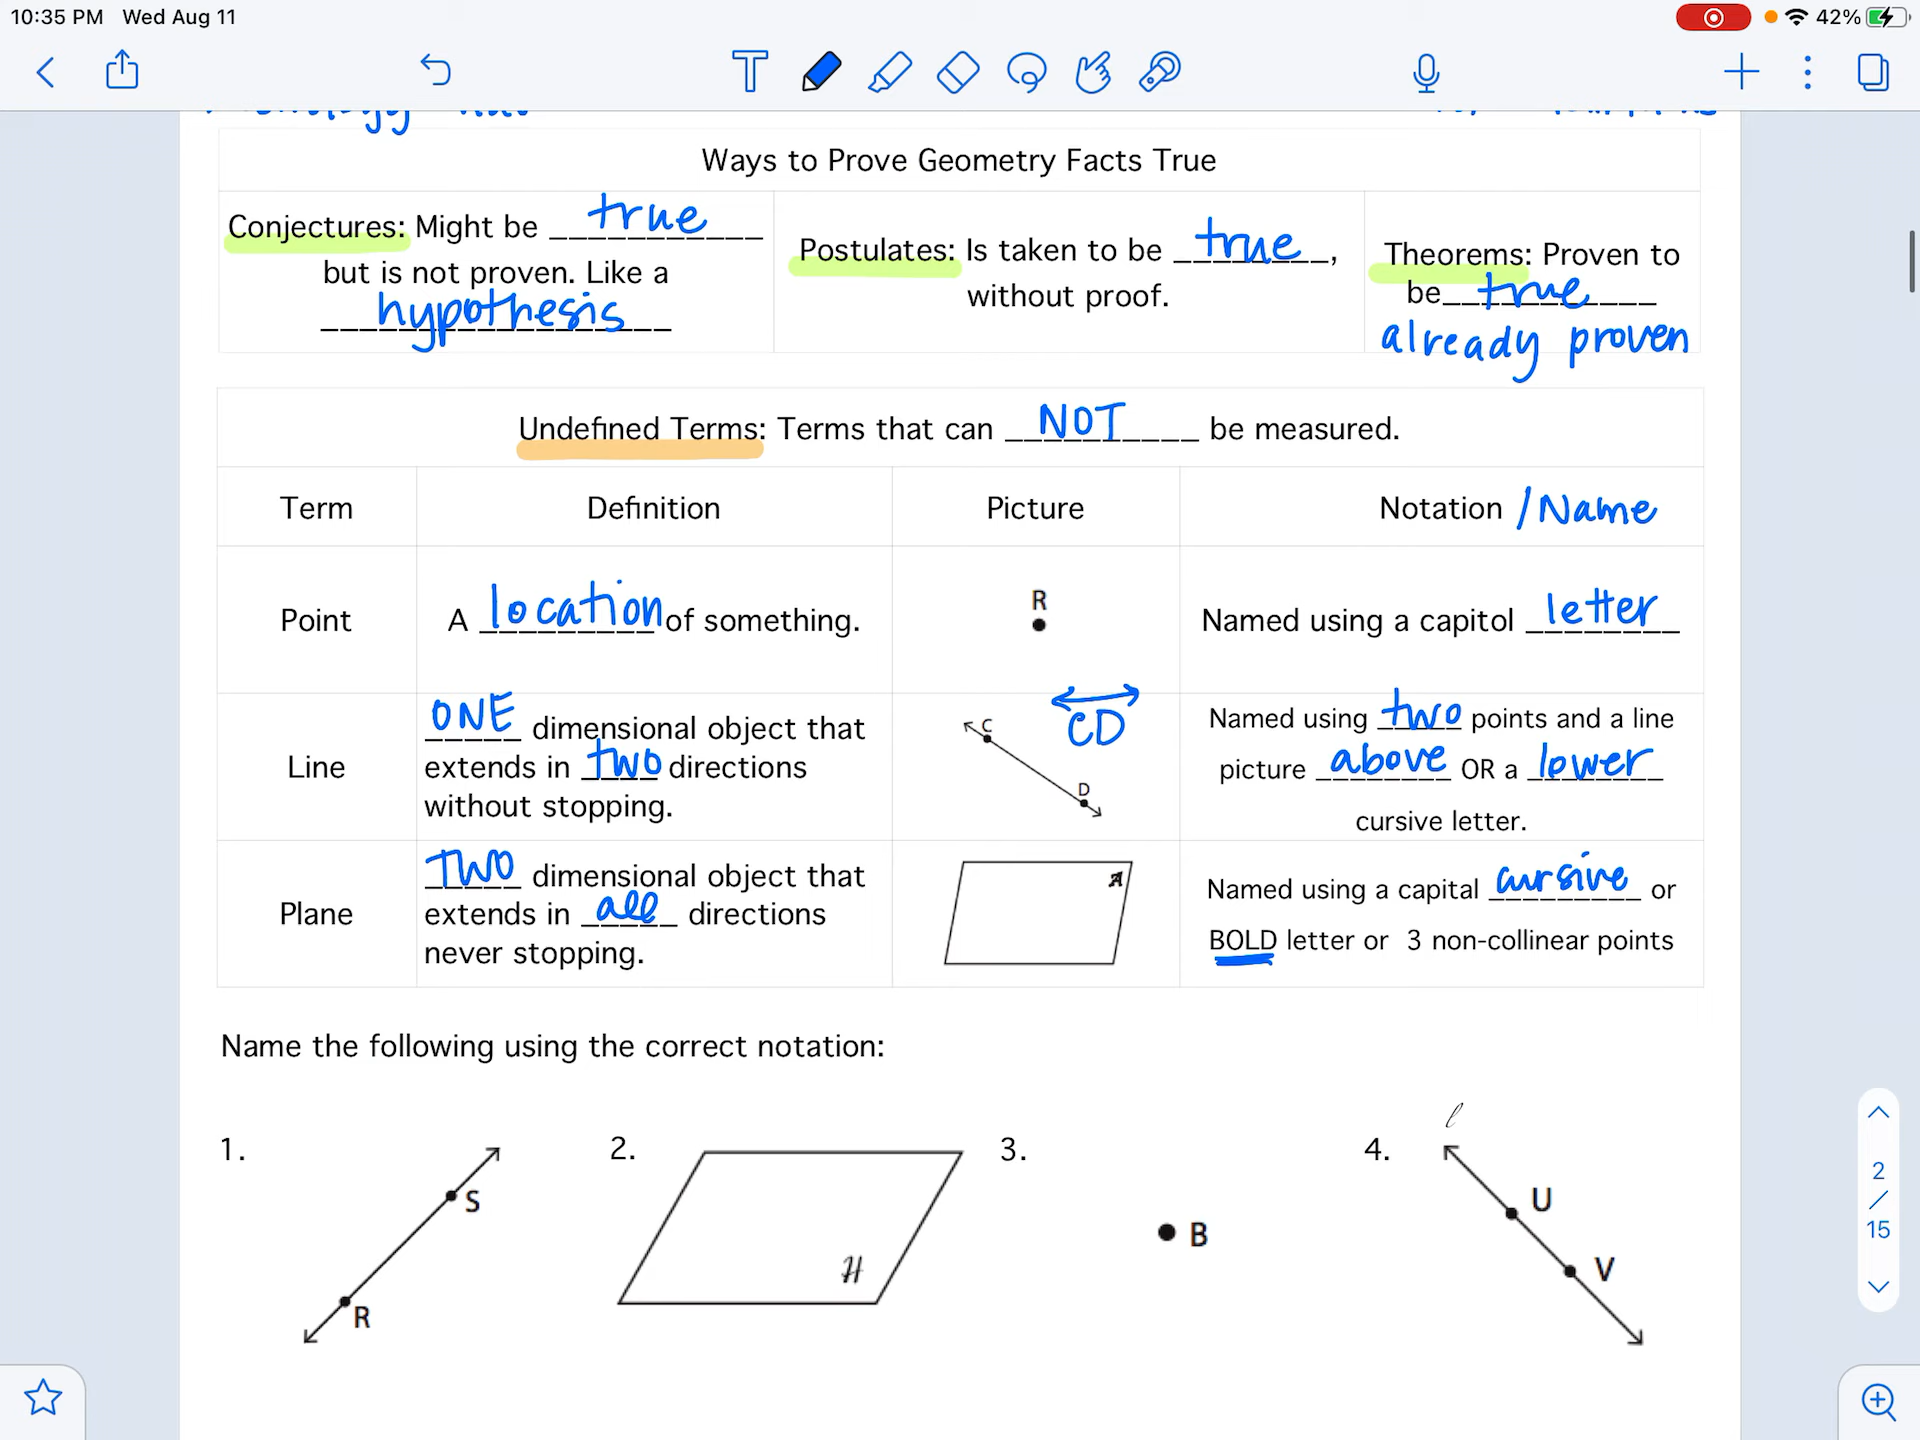 10:35 PM Wed Aug 11
42%
Ways to Prove Geometry Facts True
Conjectures: Might be true
but is not proven. Like a
hypothesis
Postulates: Is taken to be true,
without proof.
Theorems: Proven to
be true
already proven
Undefined Terms: Terms that can NOT be measured.
Term Definition Picture Notation /Name
Point
A location of something.
R
Named using a capitol letter
Line
ONE dimensional object that
extends in two directions
without stopping.
C
D
CD
Named using two points and a line
picture above OR a lower
cursive letter.
Plane
TWO dimensional object that
extends in all directions
never stopping.
A
Named using a capital cursive or
BOLD letter or 3 non-collinear points
Name the following using the correct notation:
1.
S
R
2.
H
3.
B
4.
l
U
V
2
/
15